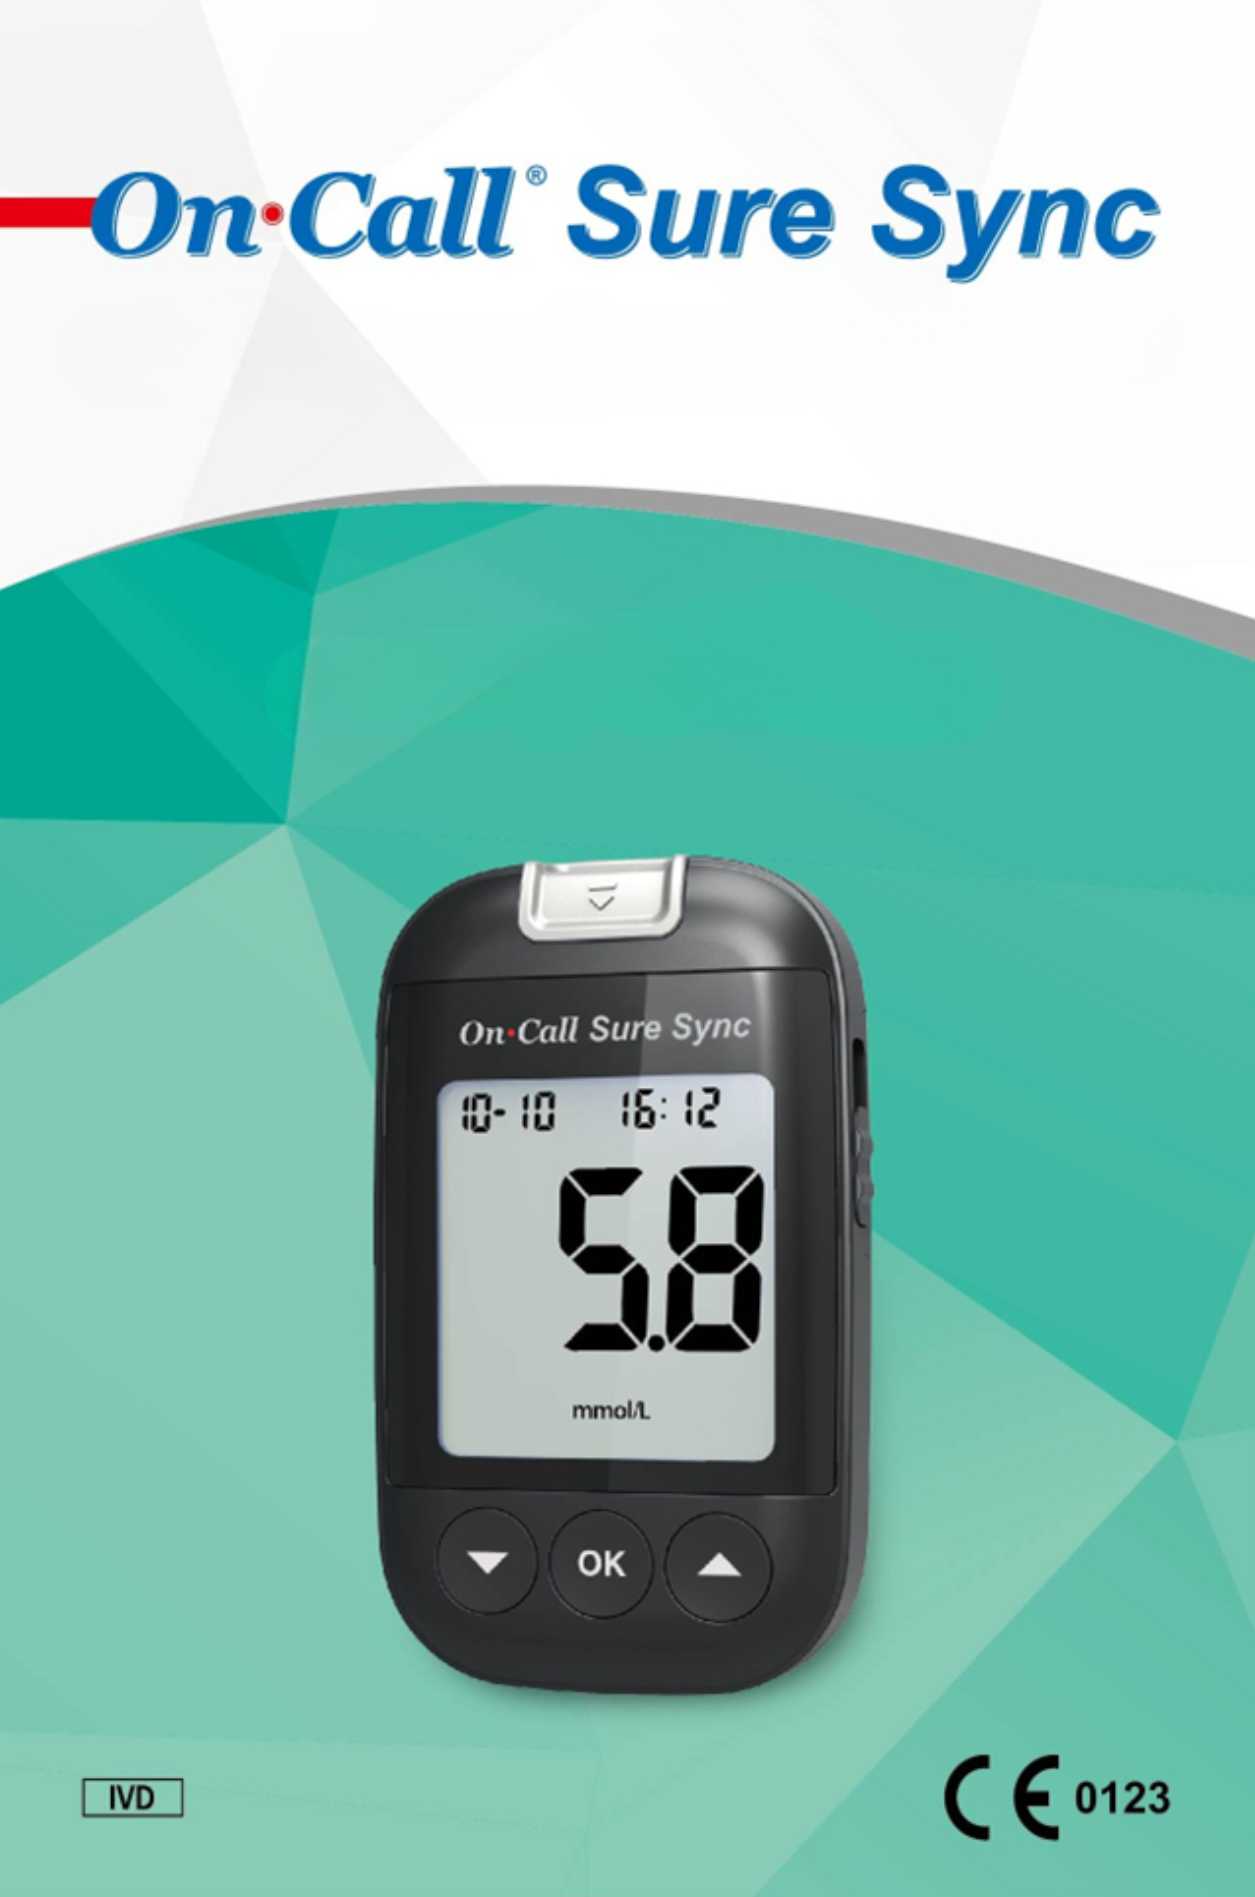 On·Call® Sure Sync
On·Call Sure Sync
10-10 16:12
5.8
mmol/L
OK
IVD
CE 0123